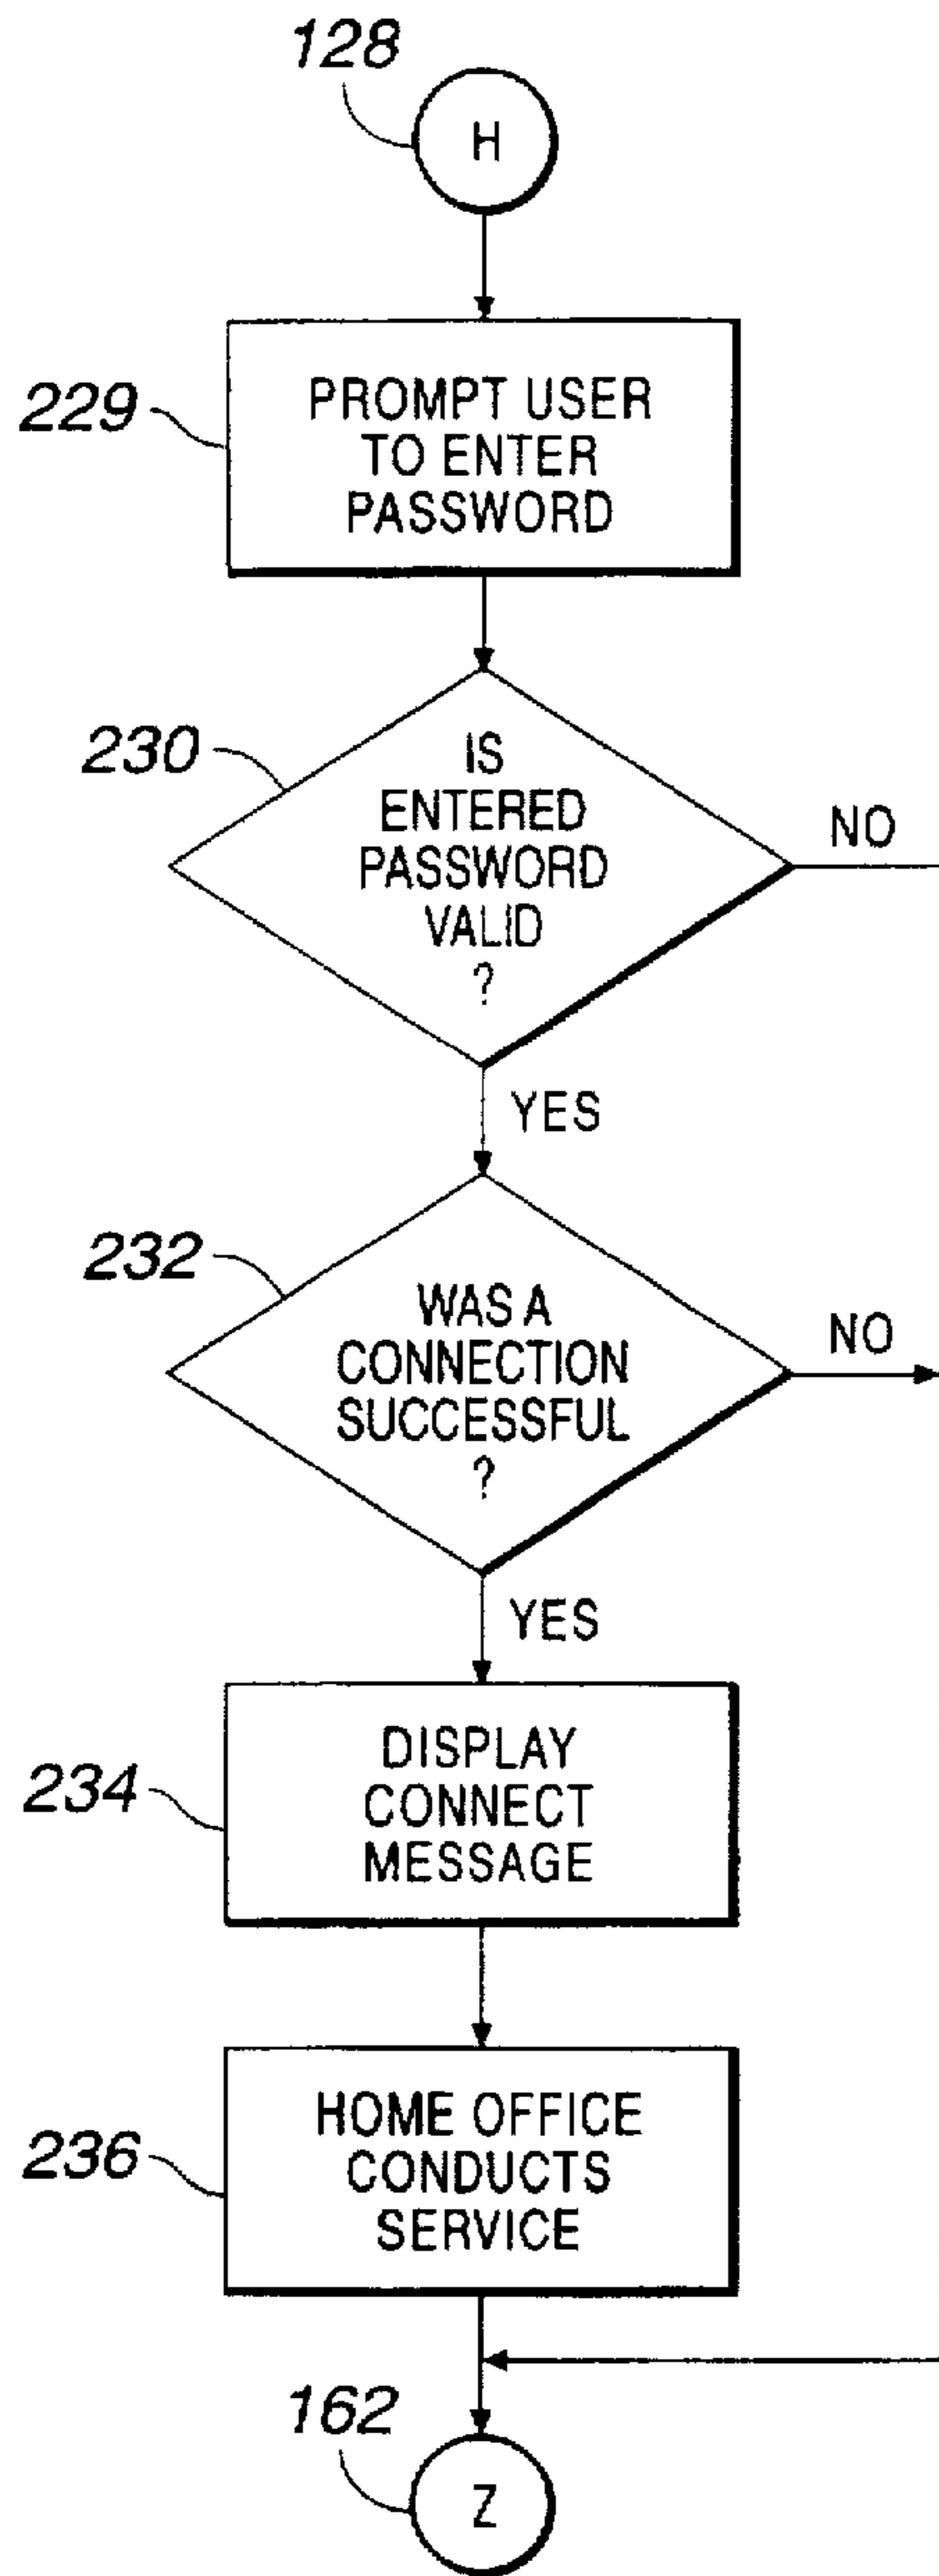 128
H
229
PROMPT USER
TO ENTER
PASSWORD
230
IS
ENTERED
PASSWORD
VALID
?
NO
YES
232
WAS A
CONNECTION
SUCCESSFUL
?
NO
YES
234
DISPLAY
CONNECT
MESSAGE
236
HOME OFFICE
CONDUCTS
SERVICE
162
Z